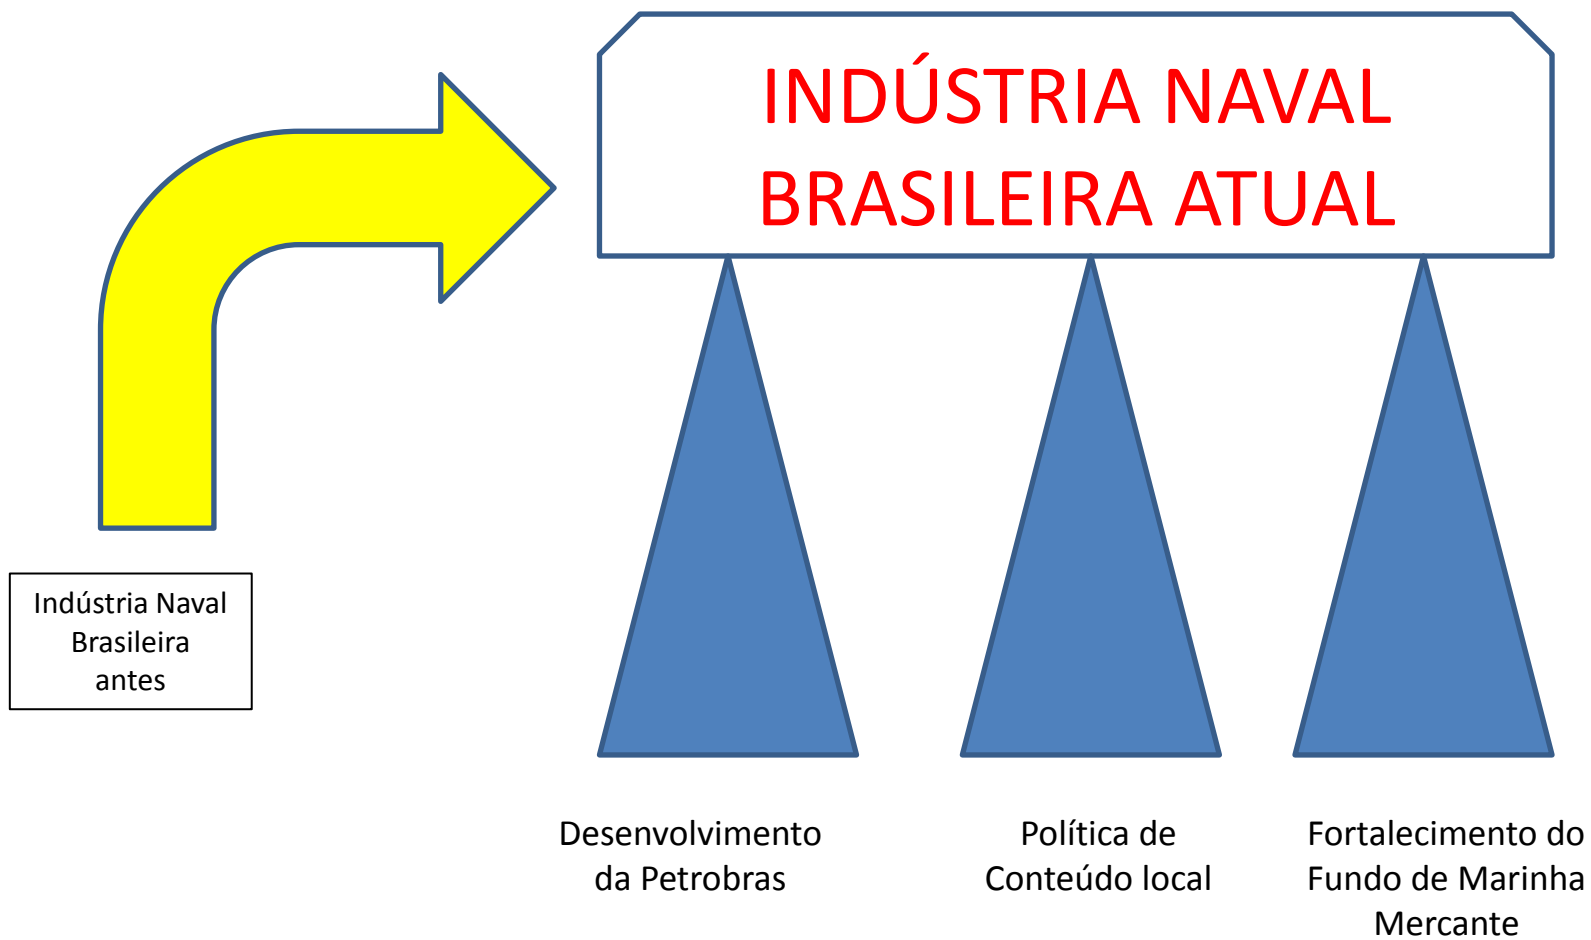 INDÚSTRIA NAVAL
BRASILEIRA ATUAL
Indústria Naval
Brasileira
antes
Desenvolvimento
da Petrobras
Política de
Conteúdo local
Fortalecimento do
Fundo de Marinha
Mercante